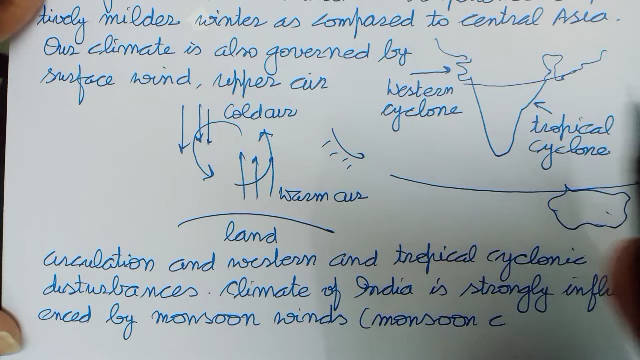 tively milder winter as compared to central Asia.
Our climate is also governed by
surface wind, upper air
Western
cyclone
cold air
tropical
cyclone
warm air
land
circulation and western and tropical cyclonic
disturbances. Climate of India is strongly influ
enced by monsoon winds (monsoon c